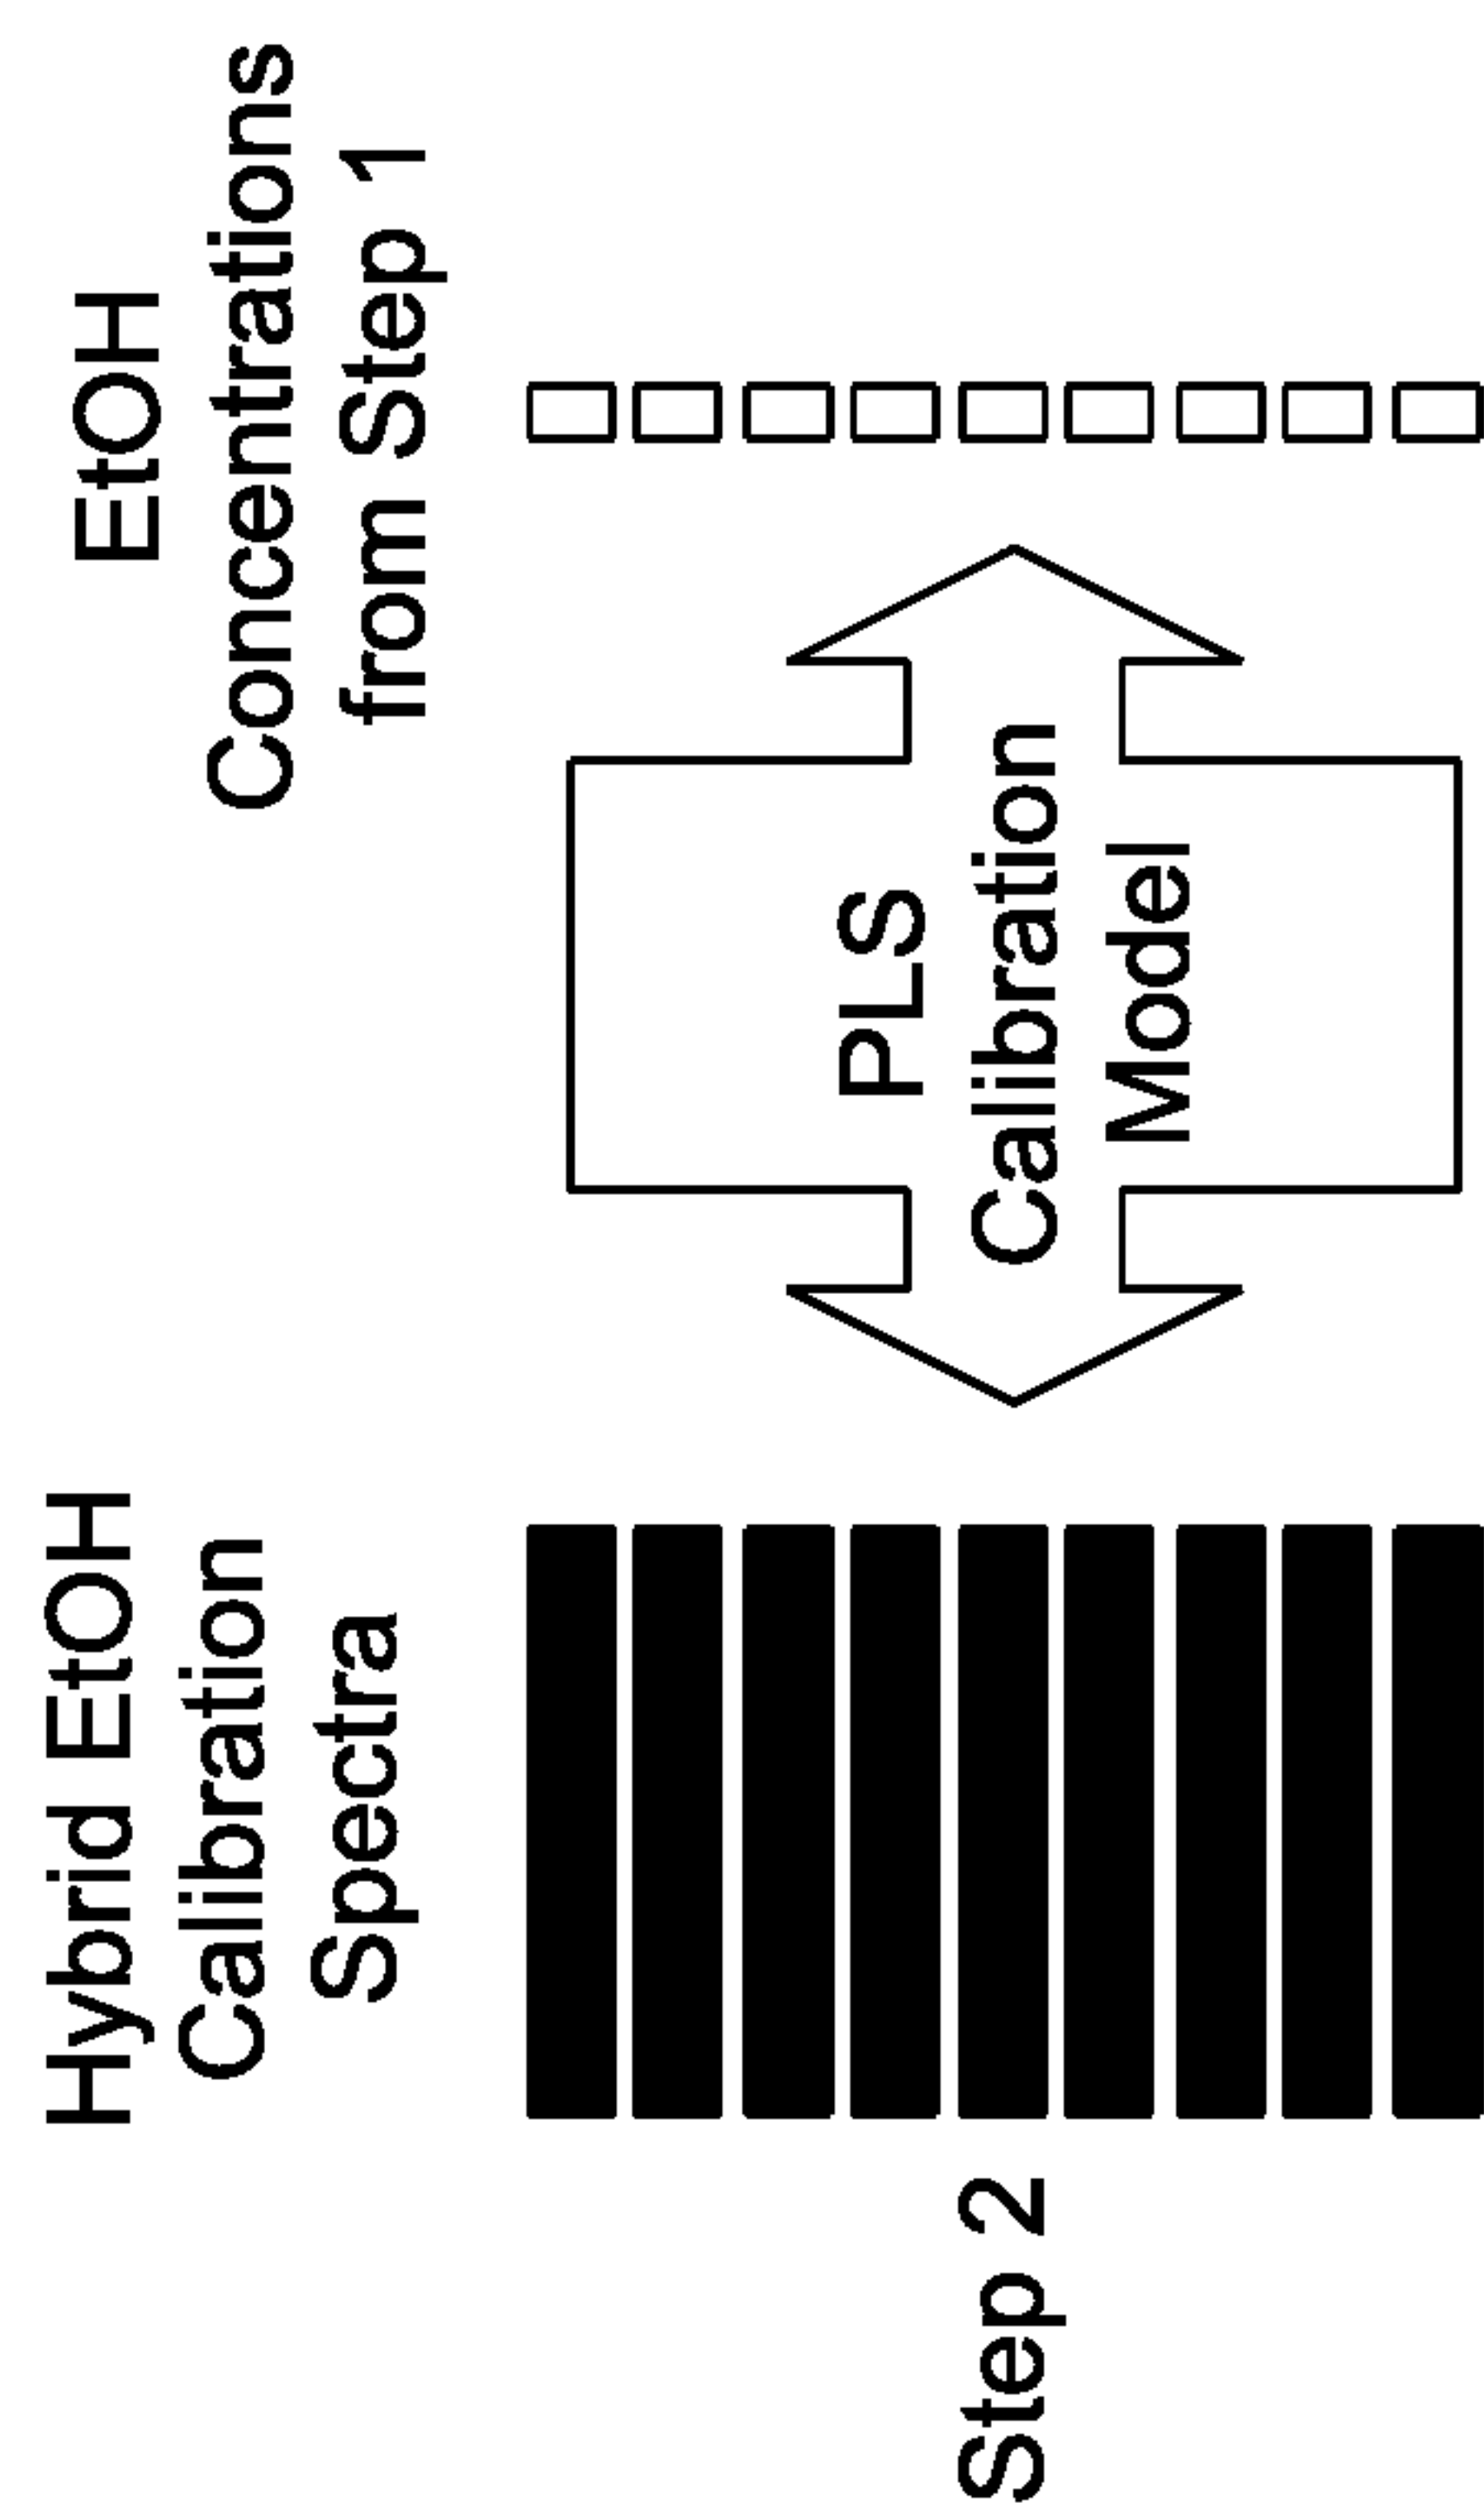 Hybrid EtOH
Calibration
Spectra
EtOH
Concentrations
from Step 1
Step 2
PLS
Calibration
Model